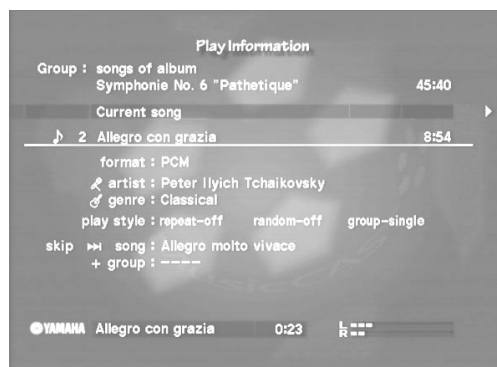 Play Information
Group : songs of album
Symphonie No. 6 "Pathetique" 45:40
Current song
2 Allegro con grazia 8:54
format : PCM
artist : Peter Ilyich Tchaikovsky
genre : Classical
play style : repeat-off random-off group-single
skip song : Allegro molto vivace
+ group : ----
YAMAHA Allegro con grazia 0:23 L
R